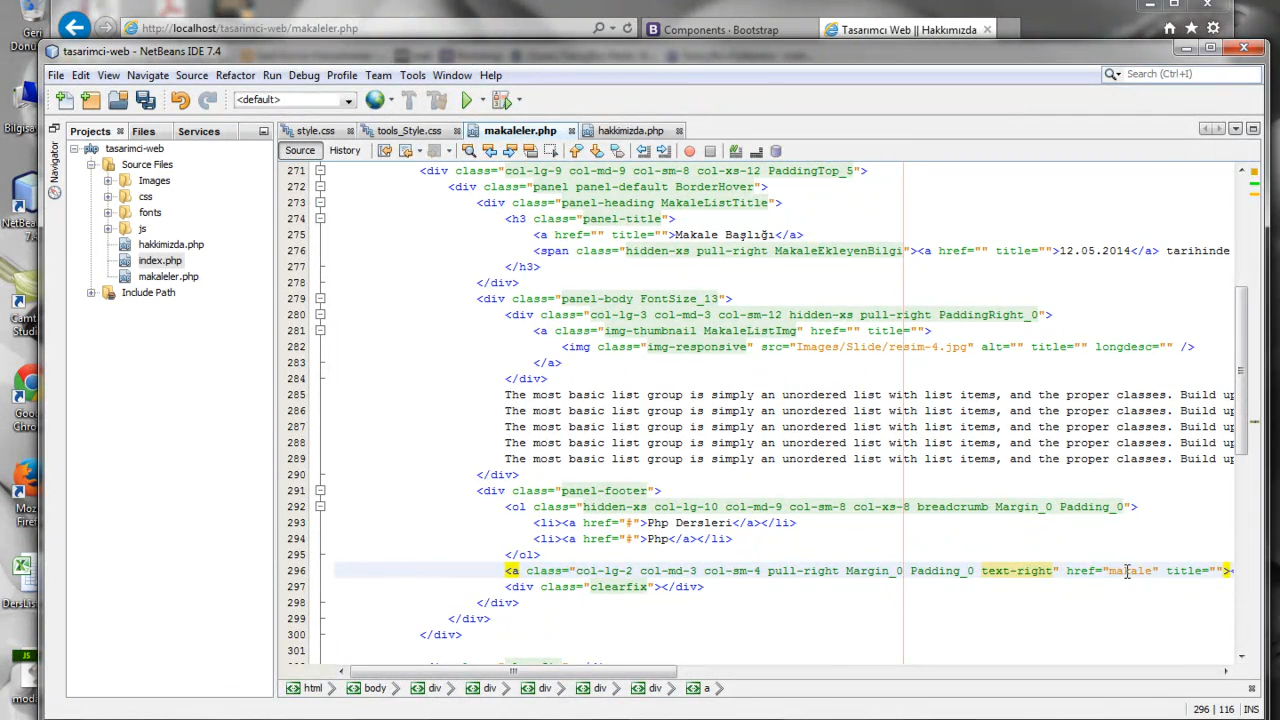 Geri
Donu
http://localhost/tasarimci-web/makaleler.php
Components · Bootstrap
Tasarımcı Web || Hakkımızda
tasarimci-web - NetBeans IDE 7.4
File Edit View Navigate Source Refactor Run Debug Profile Team Tools Window Help
Search (Ctrl+I)
<default>
Bilgisay
Projects Files Services
Navigator
style.css tools_Style.css makaleler.php hakkimizda.php
Source History
tasarimci-web
Source Files
Images
css
fonts
js
hakkimizda.php
index.php
makaleler.php
Include Path
NetBe
7.4
Camt
Studi
Goo
Chro
Moz
Firef
DersLis
JS
mod
271 <div class="col-lg-9 col-md-9 col-sm-8 col-xs-12 PaddingTop_5">
272 <div class="panel panel-default BorderHover">
273 <div class="panel-heading MakaleListTitle">
274 <h3 class="panel-title">
275 <a href="" title="">Makale Başlığı</a>
276 <span class="hidden-xs pull-right MakaleEkleyenBilgi"><a href="" title="">12.05.2014</a> tarihinde
277 </h3>
278 </div>
279 <div class="panel-body FontSize_13">
280 <div class="col-lg-3 col-md-3 col-sm-12 hidden-xs pull-right PaddingRight_0">
281 <a class="img-thumbnail MakaleListImg" href="" title="">
282 <img class="img-responsive" src="Images/Slide/resim-4.jpg" alt="" title="" longdesc="" />
283 </a>
284 </div>
285 The most basic list group is simply an unordered list with list items, and the proper classes. Build up
286 The most basic list group is simply an unordered list with list items, and the proper classes. Build up
287 The most basic list group is simply an unordered list with list items, and the proper classes. Build up
288 The most basic list group is simply an unordered list with list items, and the proper classes. Build up
289 The most basic list group is simply an unordered list with list items, and the proper classes. Build up
290 </div>
291 <div class="panel-footer">
292 <ol class="hidden-xs col-lg-10 col-md-9 col-sm-8 col-xs-8 breadcrumb Margin_0 Padding_0">
293 <li><a href="#">Php Dersleri</a></li>
294 <li><a href="#">Php</a></li>
295 </ol>
296 <a class="col-lg-2 col-md-3 col-sm-4 pull-right Margin_0 Padding_0 text-right" href="makale" title=""><
297 <div class="clearfix"></div>
298 </div>
299 </div>
300 </div>
301
html body div div div div div a
296 | 116 INS